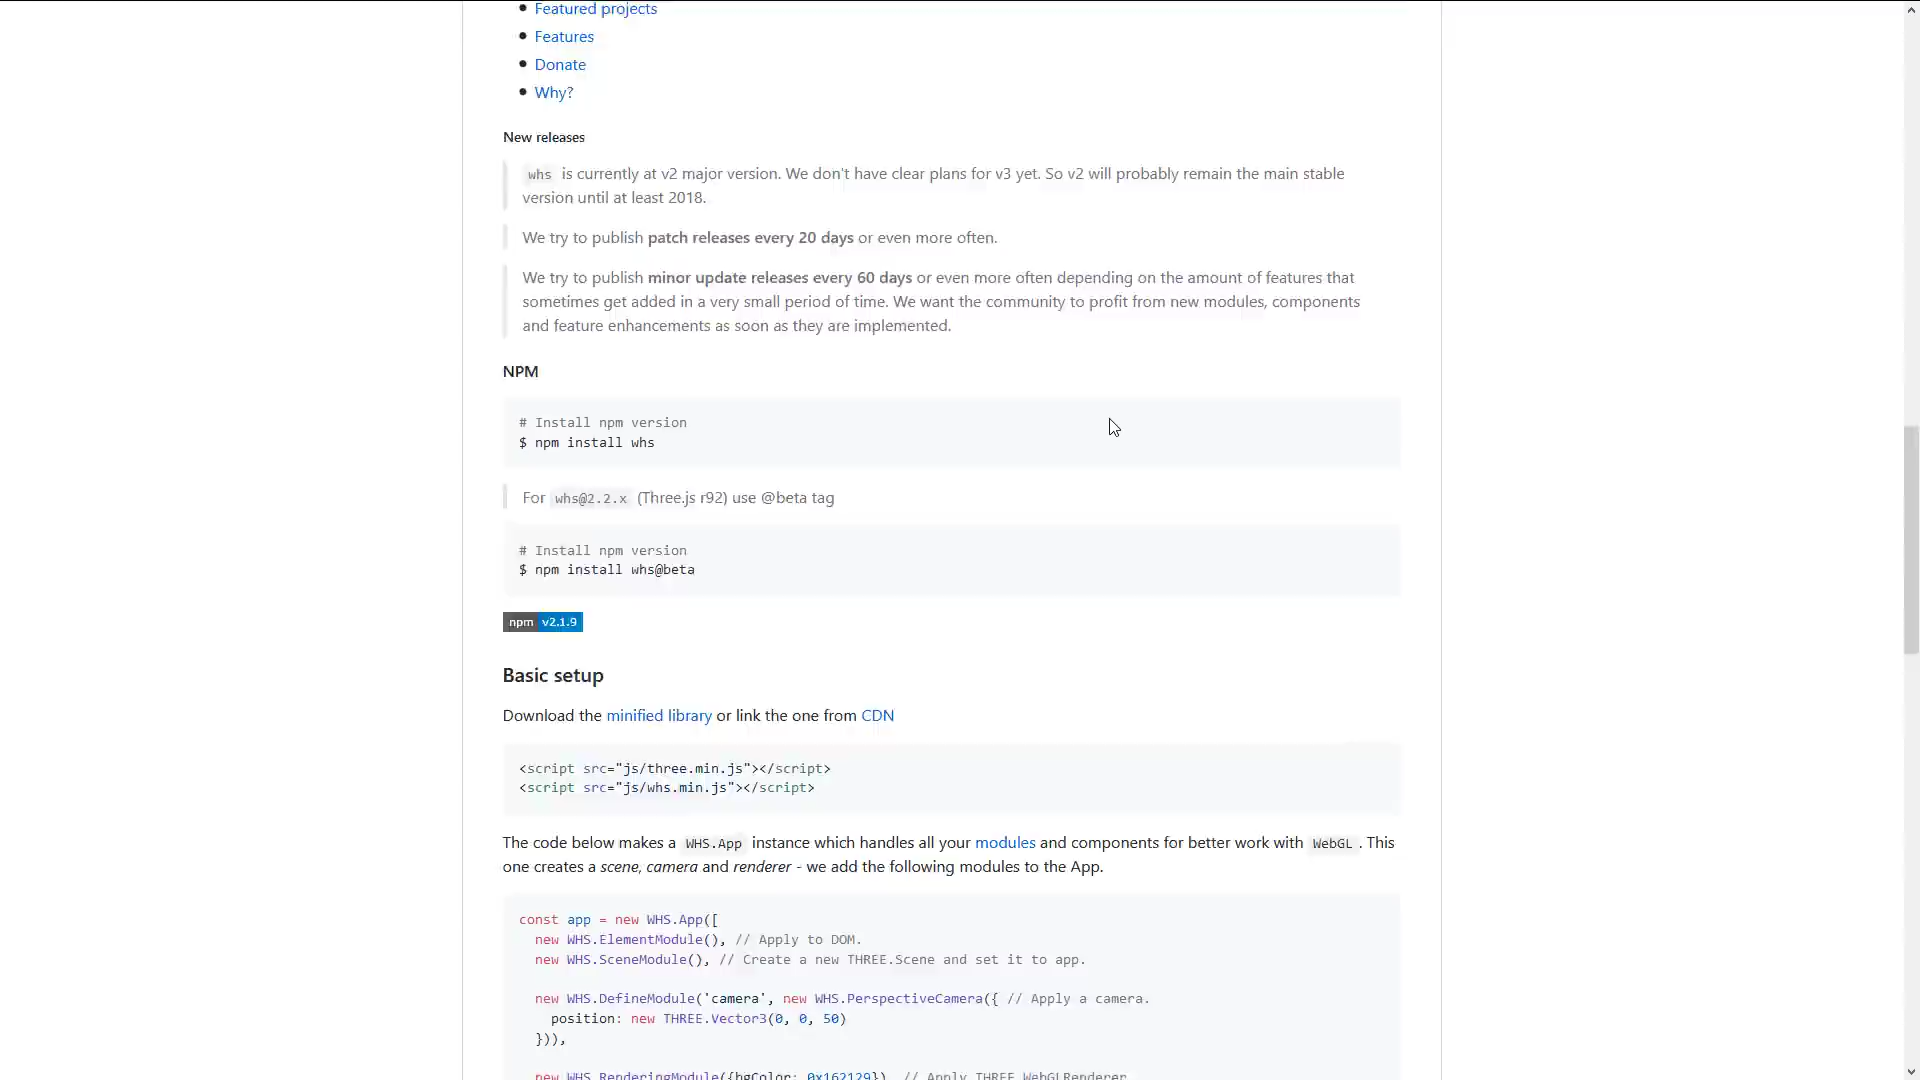 Featured projects
Features
Donate
Why?
New releases
whs is currently at v2 major version. We don't have clear plans for v3 yet. So v2 will probably remain the main stable
version until at least 2018.
We try to publish patch releases every 20 days or even more often.
We try to publish minor update releases every 60 days or even more often depending on the amount of features that
sometimes get added in a very small period of time. We want the community to profit from new modules, components
and feature enhancements as soon as they are implemented.
NPM
# Install npm version
$ npm install whs
For whs@2.2.x (Three.js r92) use @beta tag
# Install npm version
$ npm install whs@beta
npm v2.1.9
Basic setup
Download the minified library or link the one from CDN
<script src="js/three.min.js"></script>
<script src="js/whs.min.js"></script>
The code below makes a WHS.App instance which handles all your modules and components for better work with WebGL . This
one creates a scene, camera and renderer - we add the following modules to the App.
const app = new WHS.App([
new WHS.ElementModule(), // Apply to DOM.
new WHS.SceneModule(), // Create a new THREE.Scene and set it to app.
new WHS.DefineModule('camera', new WHS.PerspectiveCamera({ // Apply a camera.
position: new THREE.Vector3(0, 0, 50)
})),
new WHS.RenderingModule({bgColor: 0x162129}), // Apply THREE.WebGLRenderer